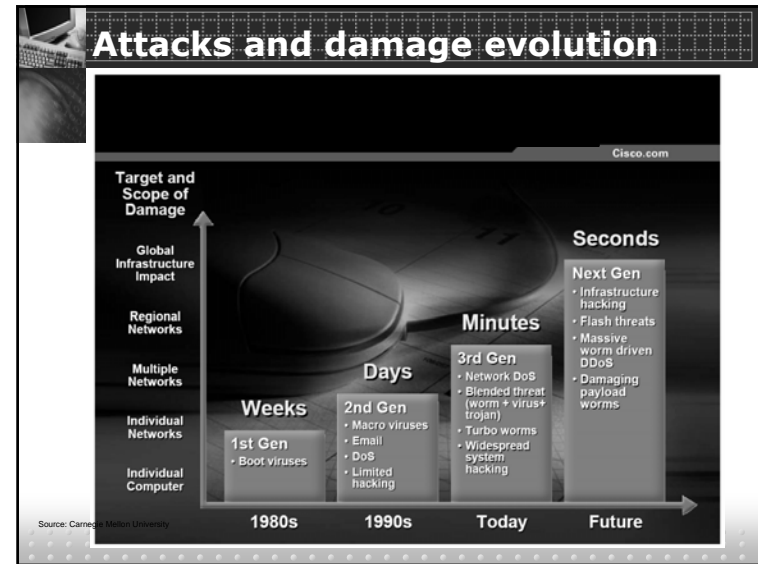 Attacks and damage evolution
Cisco.com
Target and
Scope of
Damage
Global
Infrastructure
Impact
Regional
Networks
Multiple
Networks
Individual
Networks
Individual
Computer
Weeks
1st Gen
• Boot viruses
Days
2nd Gen
• Macro viruses
• Email
• DoS
• Limited
hacking
Minutes
3rd Gen
• Network DoS
• Blended threat
(worm + virus+
trojan)
• Turbo worms
• Widespread
system
hacking
Seconds
Next Gen
• Infrastructure
hacking
• Flash threats
• Massive
worm driven
DDoS
• Damaging
payload
worms
1980s
1990s
Today
Future
Source: Carnegie Mellon University